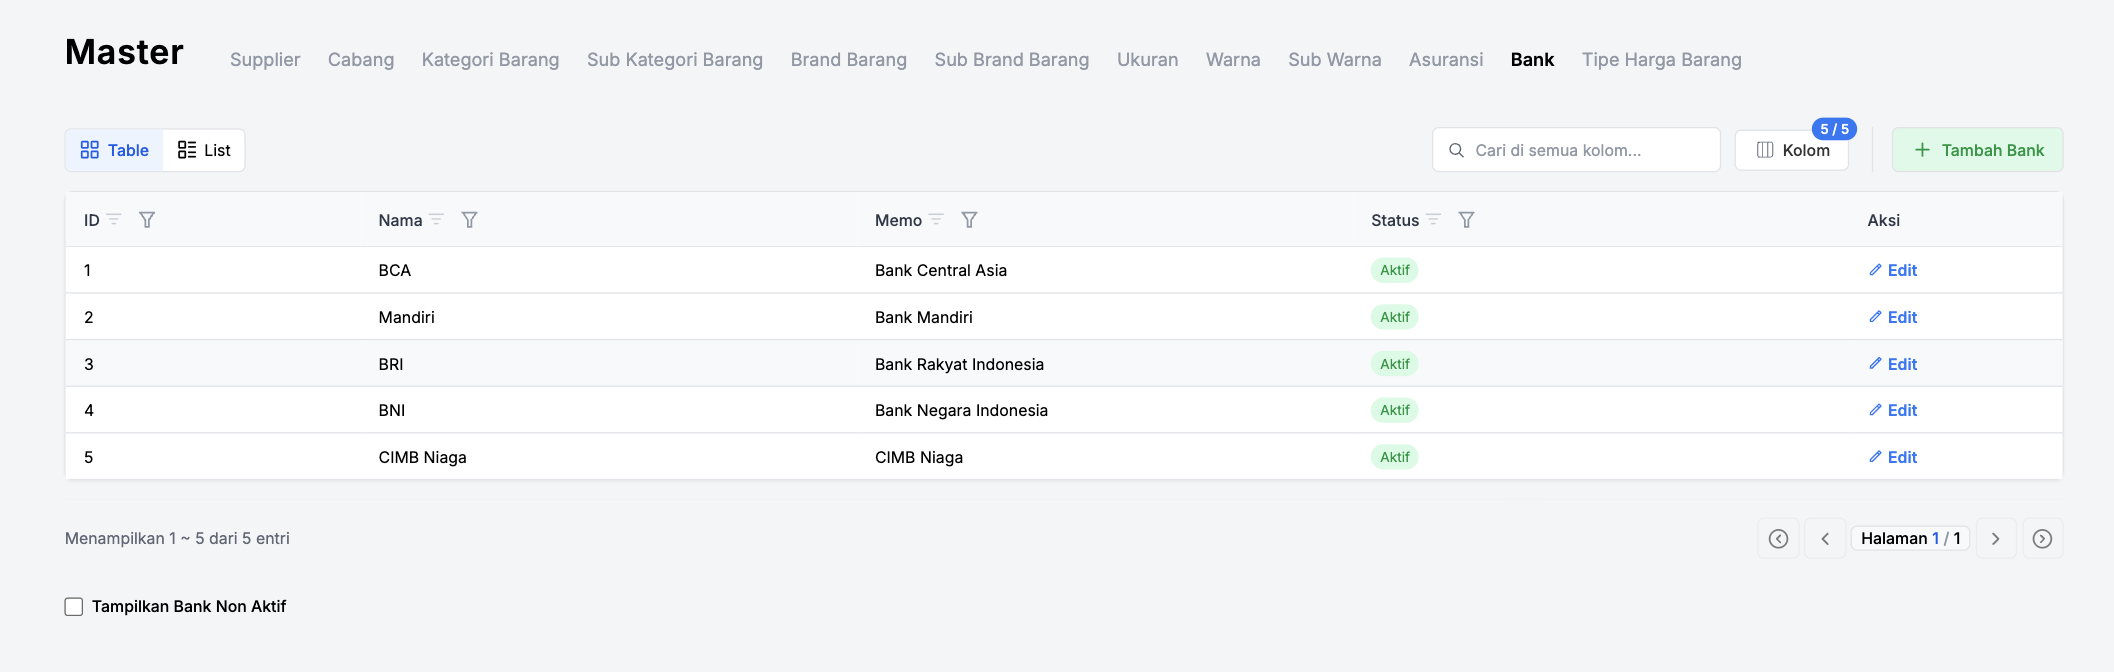 Master Supplier Cabang Kategori Barang Sub Kategori Barang Brand Barang Sub Brand Barang Ukuran Warna Sub Warna Asuransi Bank Tipe Harga Barang
Table List Cari di semua kolom... Kolom 5 / 5 Tambah Bank
ID Nama Memo Status Aksi
1 BCA Bank Central Asia Aktif Edit
2 Mandiri Bank Mandiri Aktif Edit
3 BRI Bank Rakyat Indonesia Aktif Edit
4 BNI Bank Negara Indonesia Aktif Edit
5 CIMB Niaga CIMB Niaga Aktif Edit
Menampilkan 1 ~ 5 dari 5 entri Halaman 1 / 1
Tampilkan Bank Non Aktif